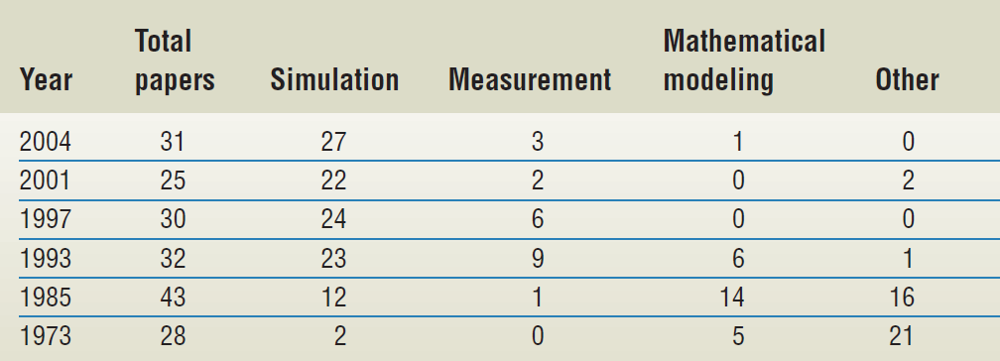 Total Mathematical
Year papers Simulation Measurement modeling Other
2004 31 27 3 1 0
2001 25 22 2 0 2
1997 30 24 6 0 0
1993 32 23 9 6 1
1985 43 12 1 14 16
1973 28 2 0 5 21